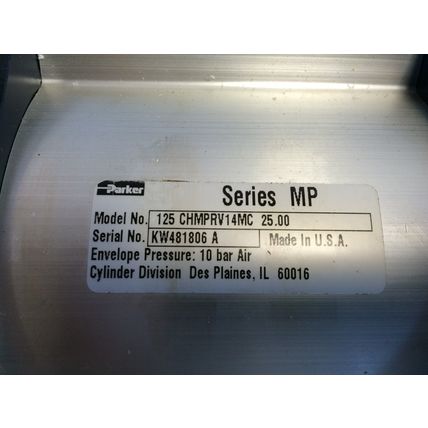 Parker Series MP
Model No. 125 CHMPRV14MC 25.00
Serial No. KW481806 A Made In U.S.A.
Envelope Pressure: 10 bar Air
Cylinder Division Des Plaines, IL 60016